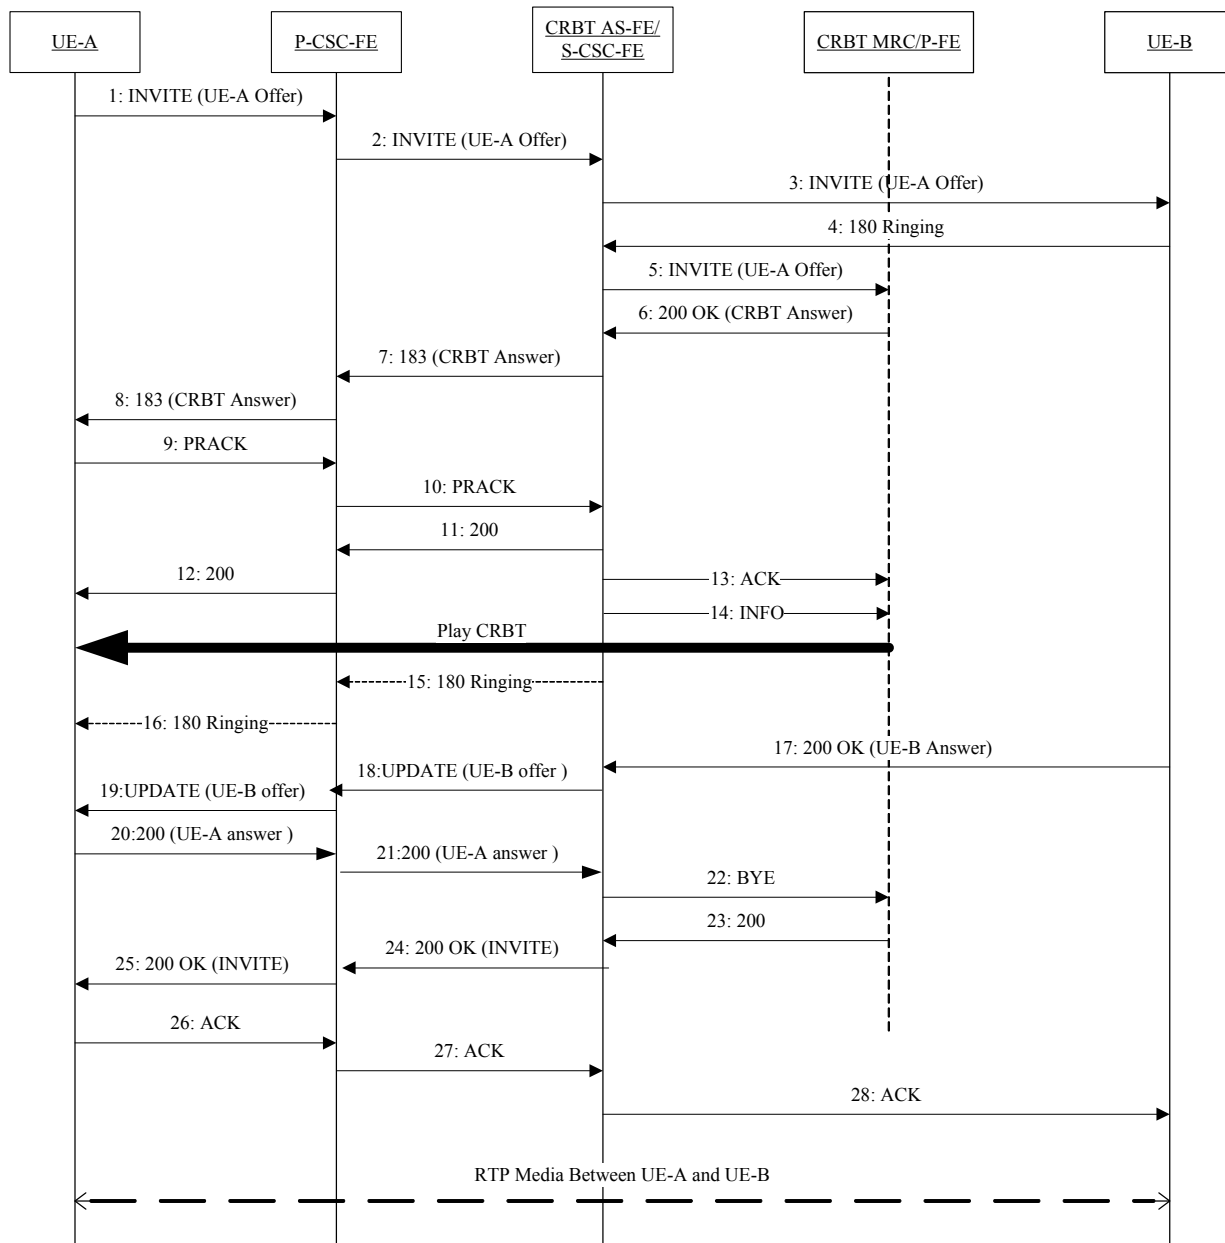 UE-A
P-CSC-FE
CRBT AS-FE/
S-CSC-FE
CRBT MRC/P-FE
UE-B
1: INVITE (UE-A Offer)
2: INVITE (UE-A Offer)
3: INVITE (UE-A Offer)
4: 180 Ringing
5: INVITE (UE-A Offer)
6: 200 OK (CRBT Answer)
7: 183 (CRBT Answer)
8: 183 (CRBT Answer)
9: PRACK
10: PRACK
11: 200
12: 200
13: ACK
14: INFO
Play CRBT
15: 180 Ringing
16: 180 Ringing
17: 200 OK (UE-B Answer)
18:UPDATE (UE-B offer )
19:UPDATE (UE-B offer)
20:200 (UE-A answer )
21:200 (UE-A answer )
22: BYE
23: 200
24: 200 OK (INVITE)
25: 200 OK (INVITE)
26: ACK
27: ACK
28: ACK
RTP Media Between UE-A and UE-B